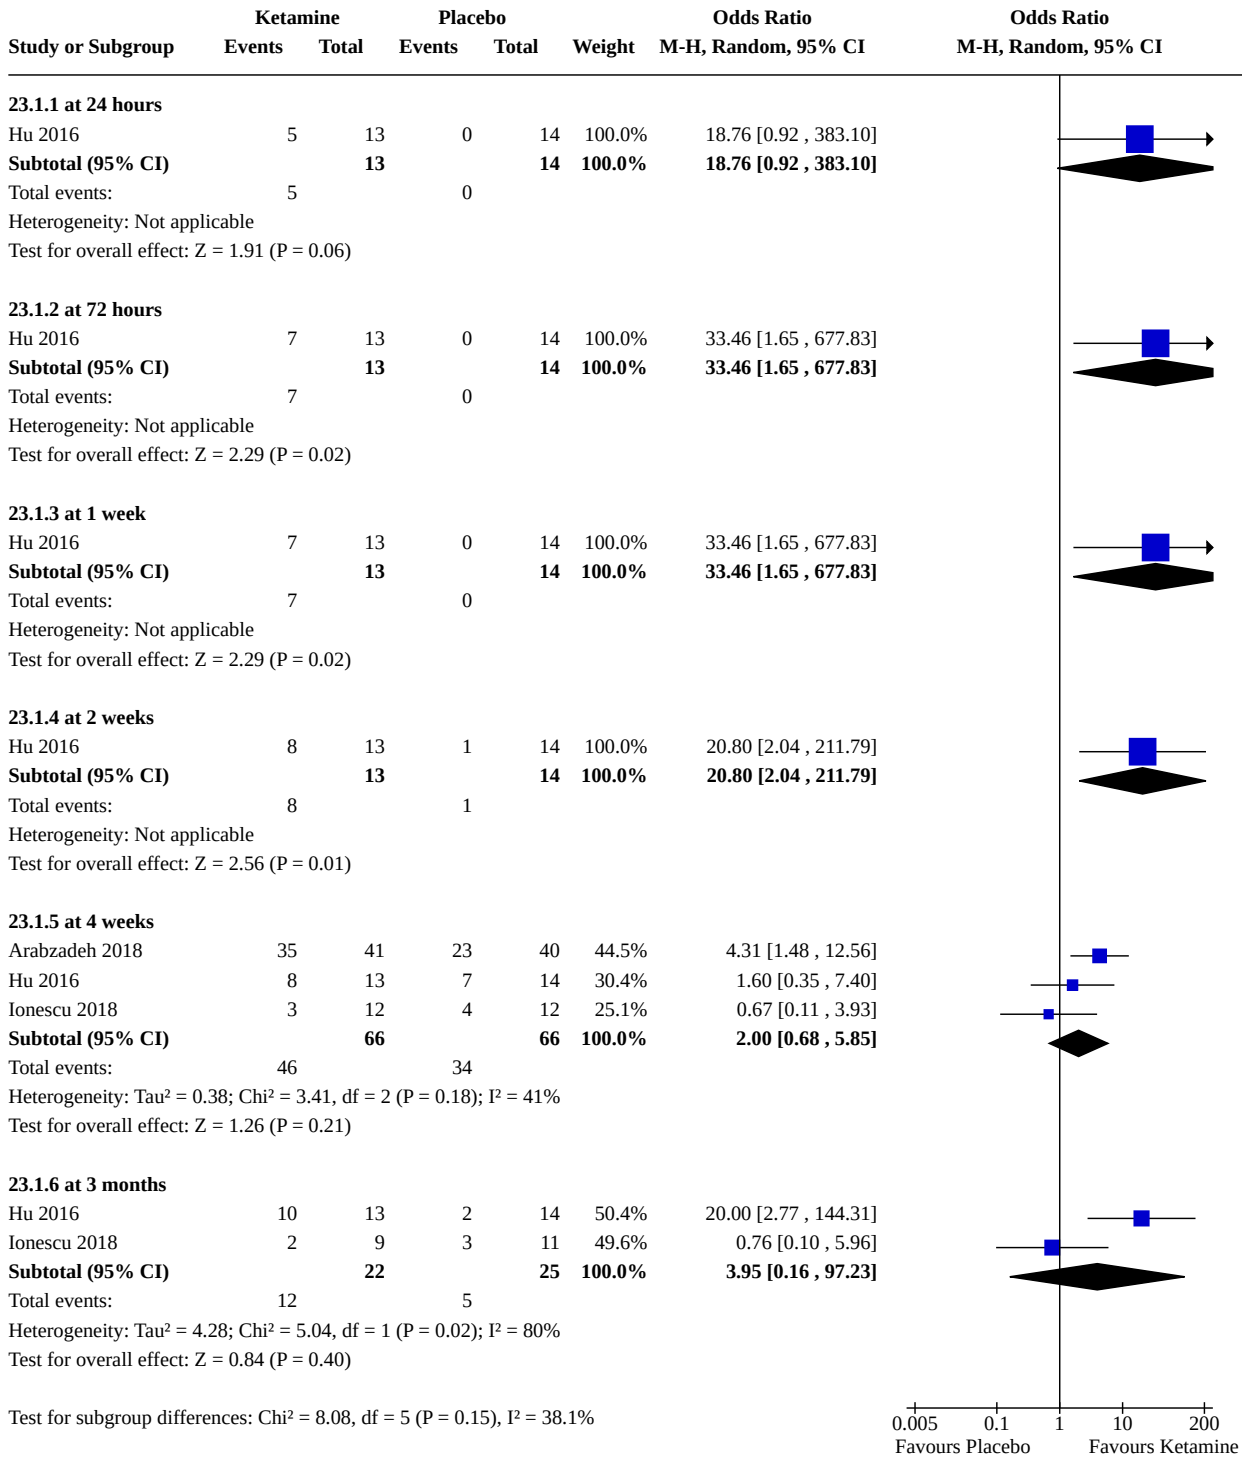 Ketamine Placebo Odds Ratio Odds Ratio
Study or Subgroup Events Total Events Total Weight M-H, Random, 95% CI M-H, Random, 95% CI
23.1.1 at 24 hours
Hu 2016 5 13 0 14 100.0% 18.76 [0.92 , 383.10]
Subtotal (95% CI) 13 14 100.0% 18.76 [0.92 , 383.10]
Total events: 5 0
Heterogeneity: Not applicable
Test for overall effect: Z = 1.91 (P = 0.06)
23.1.2 at 72 hours
Hu 2016 7 13 0 14 100.0% 33.46 [1.65 , 677.83]
Subtotal (95% CI) 13 14 100.0% 33.46 [1.65 , 677.83]
Total events: 7 0
Heterogeneity: Not applicable
Test for overall effect: Z = 2.29 (P = 0.02)
23.1.3 at 1 week
Hu 2016 7 13 0 14 100.0% 33.46 [1.65 , 677.83]
Subtotal (95% CI) 13 14 100.0% 33.46 [1.65 , 677.83]
Total events: 7 0
Heterogeneity: Not applicable
Test for overall effect: Z = 2.29 (P = 0.02)
23.1.4 at 2 weeks
Hu 2016 8 13 1 14 100.0% 20.80 [2.04 , 211.79]
Subtotal (95% CI) 13 14 100.0% 20.80 [2.04 , 211.79]
Total events: 8 1
Heterogeneity: Not applicable
Test for overall effect: Z = 2.56 (P = 0.01)
23.1.5 at 4 weeks
Arabzadeh 2018 35 41 23 40 44.5% 4.31 [1.48 , 12.56]
Hu 2016 8 13 7 14 30.4% 1.60 [0.35 , 7.40]
Ionescu 2018 3 12 4 12 25.1% 0.67 [0.11 , 3.93]
Subtotal (95% CI) 66 66 100.0% 2.00 [0.68 , 5.85]
Total events: 46 34
Heterogeneity: Tau² = 0.38; Chi² = 3.41, df = 2 (P = 0.18); I² = 41%
Test for overall effect: Z = 1.26 (P = 0.21)
23.1.6 at 3 months
Hu 2016 10 13 2 14 50.4% 20.00 [2.77 , 144.31]
Ionescu 2018 2 9 3 11 49.6% 0.76 [0.10 , 5.96]
Subtotal (95% CI) 22 25 100.0% 3.95 [0.16 , 97.23]
Total events: 12 5
Heterogeneity: Tau² = 4.28; Chi² = 5.04, df = 1 (P = 0.02); I² = 80%
Test for overall effect: Z = 0.84 (P = 0.40)
Test for subgroup differences: Chi² = 8.08, df = 5 (P = 0.15), I² = 38.1%
0.005 0.1 1 10 200
Favours Placebo Favours Ketamine